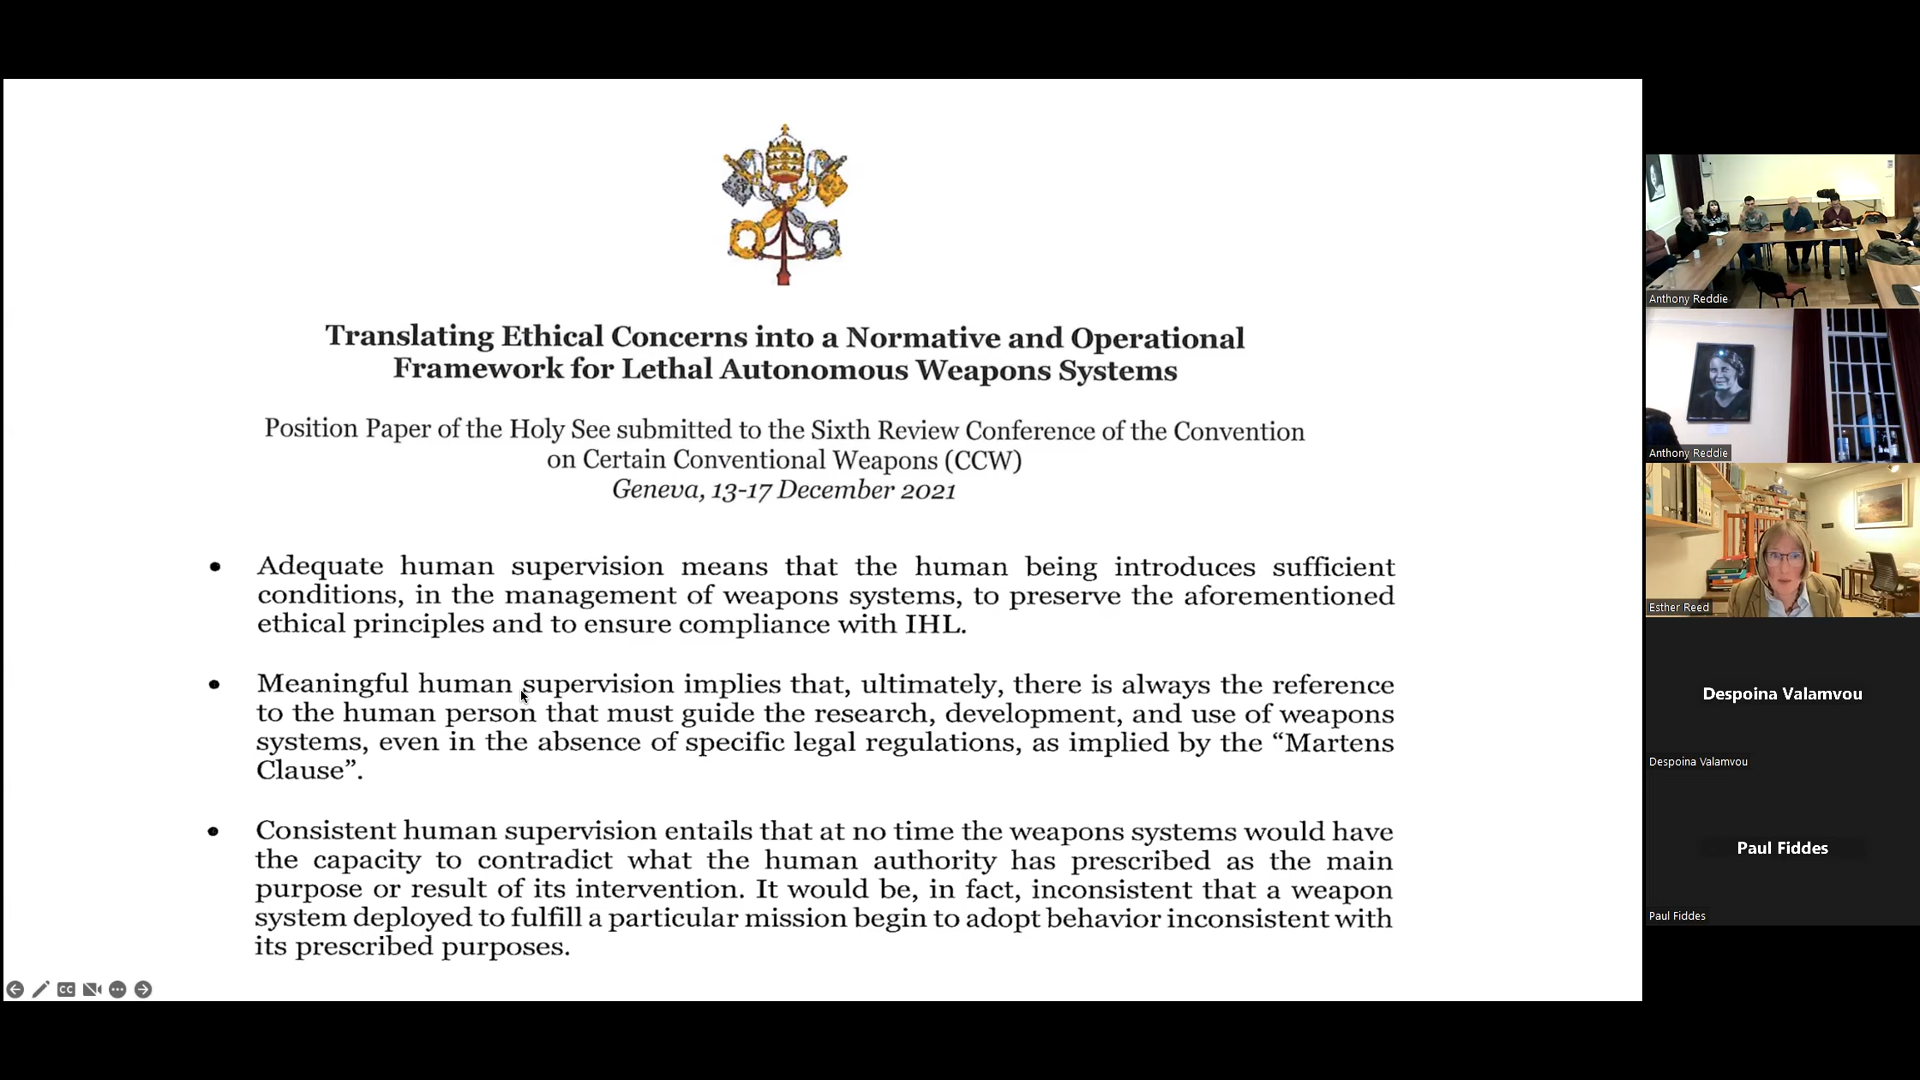 Translating Ethical Concerns into a Normative and Operational
Framework for Lethal Autonomous Weapons Systems
Position Paper of the Holy See submitted to the Sixth Review Conference of the Convention
on Certain Conventional Weapons (CCW)
Geneva, 13-17 December 2021
• Adequate human supervision means that the human being introduces sufficient
conditions, in the management of weapons systems, to preserve the aforementioned
ethical principles and to ensure compliance with IHL.
• Meaningful human supervision implies that, ultimately, there is always the reference
to the human person that must guide the research, development, and use of weapons
systems, even in the absence of specific legal regulations, as implied by the “Martens
Clause”.
• Consistent human supervision entails that at no time the weapons systems would have
the capacity to contradict what the human authority has prescribed as the main
purpose or result of its intervention. It would be, in fact, inconsistent that a weapon
system deployed to fulfill a particular mission begin to adopt behavior inconsistent with
its prescribed purposes.
CC
Anthony Reddie
Anthony Reddie
Esther Reed
Despoina Valamvou
Despoina Valamvou
Paul Fiddes
Paul Fiddes